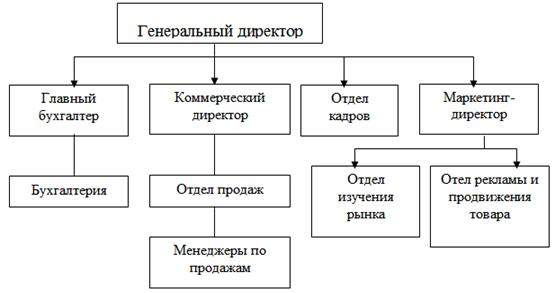 Генеральный директор
Главный
бухгалтер
Коммерческий
директор
Отдел
кадров
Маркетинг-
директор
Бухгалтерия
Отдел продаж
Менеджеры по
продажам
Отдел
изучения
рынка
Отел рекламы и
продвижения
товара